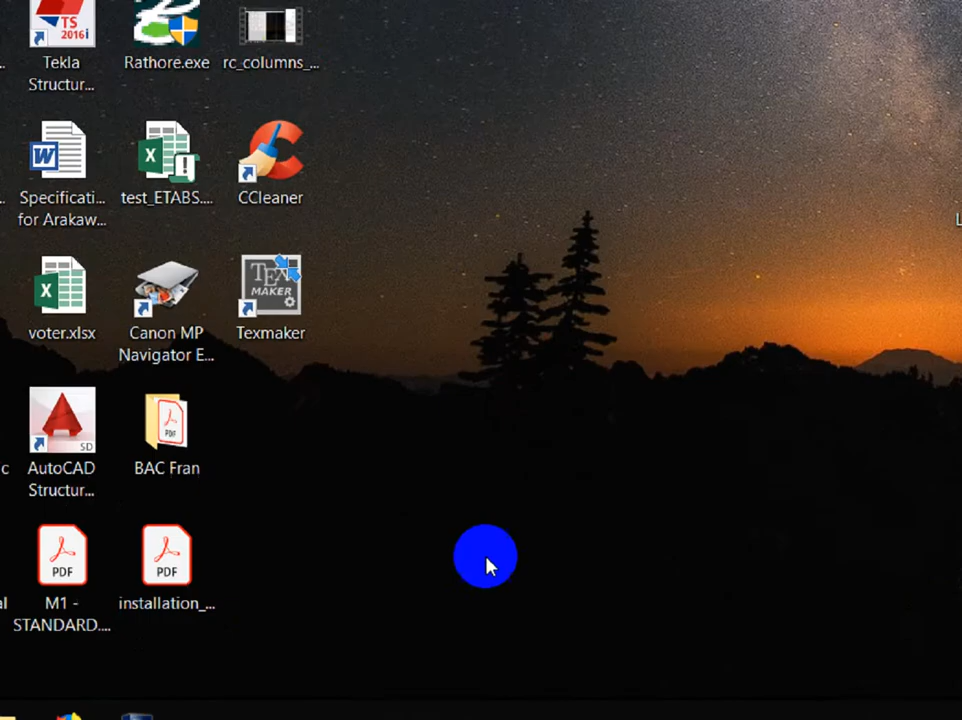 TS
2016i
Tekla
Structur...
Rathore.exe
rc_columns_...
W
Specificati...
for Arakaw...
X
test_ETABS....
CCleaner
X
voter.xlsx
Canon MP
Navigator E...
TEX
MAKER
Texmaker
SD
AutoCAD
Structur...
PDF
BAC Fran
PDF
M1 -
STANDARD....
PDF
installation_...